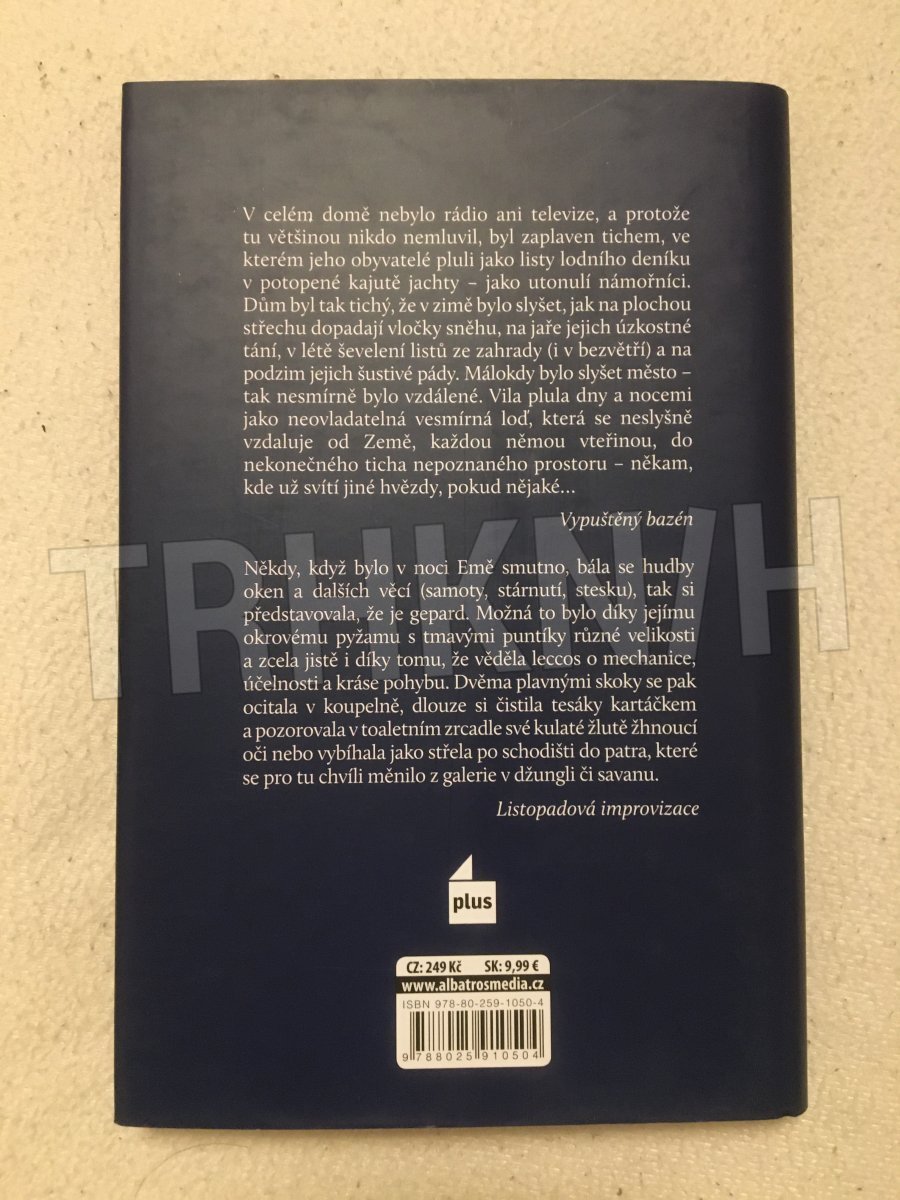 V celém domě nebylo rádio ani televize, a protože
tu většinou nikdo nemluvil, byl zaplaven tichem, ve
kterém jeho obyvatelé pluli jako listy lodního deníku
v potopené kajutě jachty – jako utonulí námořníci.
Dům byl tak tichý, že v zimě bylo slyšet, jak na plochou
střechu dopadají vločky sněhu, na jaře jejich úzkostné
tání, v létě ševelení listů ze zahrady (i v bezvětří) a na
podzim jejich šustivé pády. Málokdy bylo slyšet město –
tak nesmírně bylo vzdálené. Vila plula dny a nocemi
jako neovladatelná vesmírná loď, která se neslyšně
vzdaluje od Země, každou němou vteřinou, do
nekonečného ticha nepoznaného prostoru – někam,
kde už svítí jiné hvězdy, pokud nějaké...
Vypuštěný bazén
TRHKNIH
Někdy, když bylo v noci Emě smutno, bála se hudby
oken a dalších věcí (samoty, stárnutí, stesku), tak si
představovala, že je gepard. Možná to bylo díky jejímu
okrovému pyžamu s tmavými puntíky různé velikosti
a zcela jistě i díky tomu, že věděla leccos o mechanice,
účelnosti a kráse pohybu. Dvěma plavnými skoky se pak
ocitala v koupelně, dlouze si čistila tesáky kartáčkem
a pozorovala v toaletním zrcadle své kulaté žlutě žhnoucí
oči nebo vybíhala jako střela po schodišti do patra, které
se pro tu chvíli měnilo z galerie v džungli či savanu.
Listopadová improvizace
plus
CZ: 249 Kč SK: 9,99 €
www.albatrosmedia.cz
ISBN 978-80-259-1050-4
9 788025 910504